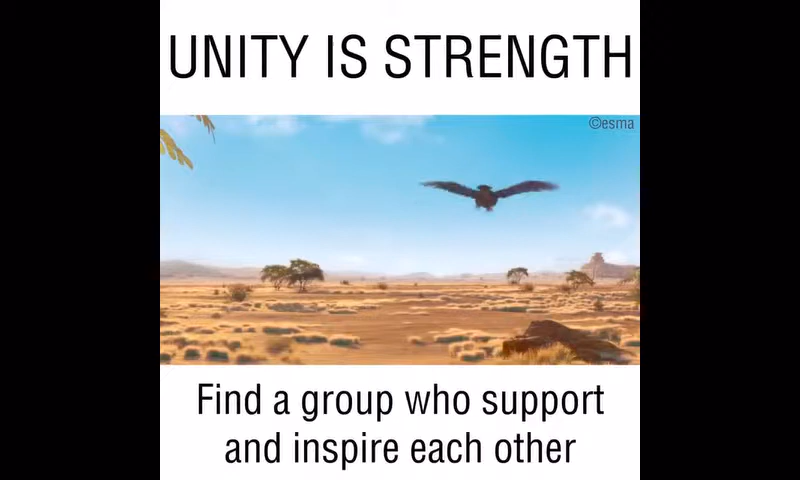 UNITY IS STRENGTH
©esma
Find a group who support
and inspire each other